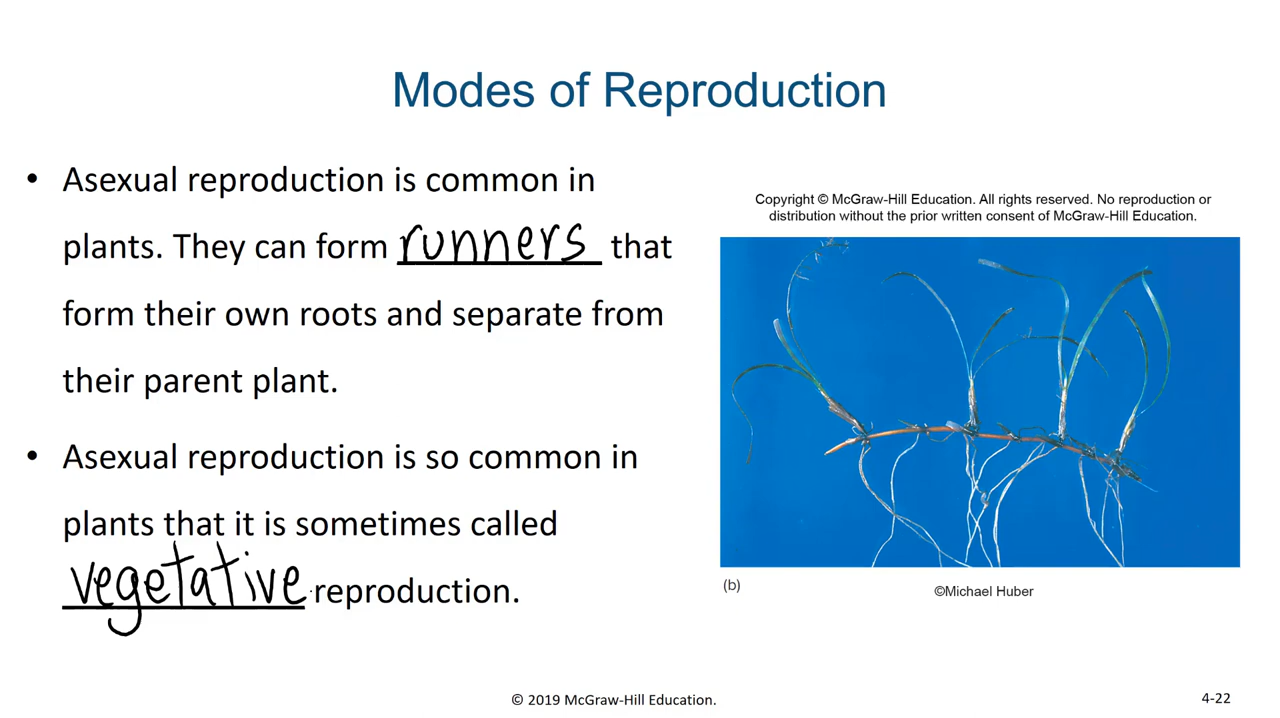 Modes of Reproduction
• Asexual reproduction is common in
plants. They can form runners that
form their own roots and separate from
their parent plant.
• Asexual reproduction is so common in
plants that it is sometimes called
vegetative reproduction.
Copyright © McGraw-Hill Education. All rights reserved. No reproduction or
distribution without the prior written consent of McGraw-Hill Education.
(b)
©Michael Huber
© 2019 McGraw-Hill Education.
4-22